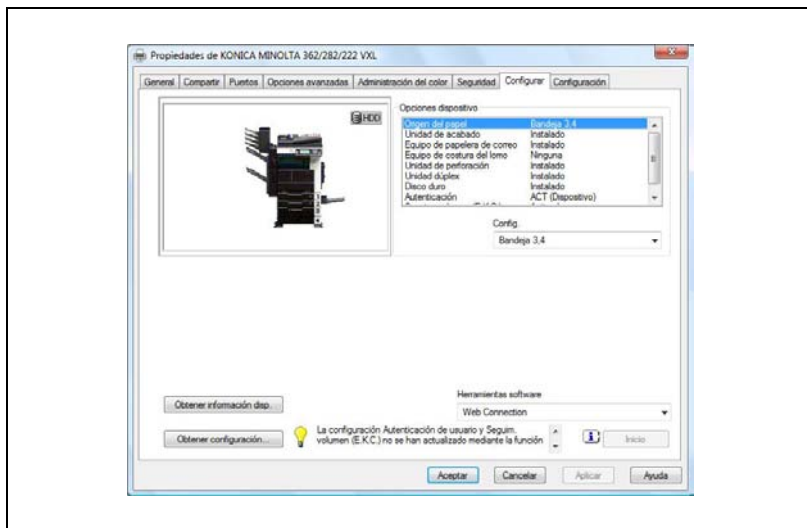 Propiedades de KONICA MINOLTA 362/282/222 VXL
General Compartir Puertos Opciones avanzadas Administración del color Seguridad Configurar Configuración
HDD
Opciones dispositivo
Origen del papel Bandeja 3,4
Unidad de acabado Instalado
Equipo de papelera de correo Instalado
Equipo de costura del lomo Ninguna
Unidad de perforación Instalado
Unidad dúplex Instalado
Disco duro Instalado
Autenticación ACT (Dispositivo)
Config.
Bandeja 3,4
Herramientas software
Obtener información disp.
Web Connection
Obtener configuración...
La configuración Autenticación de usuario y Seguim.
volumen (E.K.C.) no se han actualizado mediante la función
Inicio
Aceptar Cancelar Aplicar Ayuda